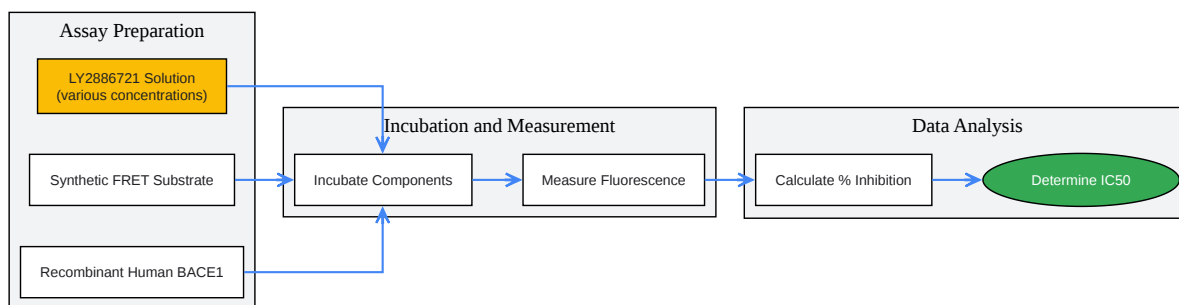 Assay Preparation
LY2886721 Solution
(various concentrations)
Synthetic FRET Substrate
Recombinant Human BACE1
Incubation and Measurement
Incubate Components
Measure Fluorescence
Data Analysis
Calculate % Inhibition
Determine IC50